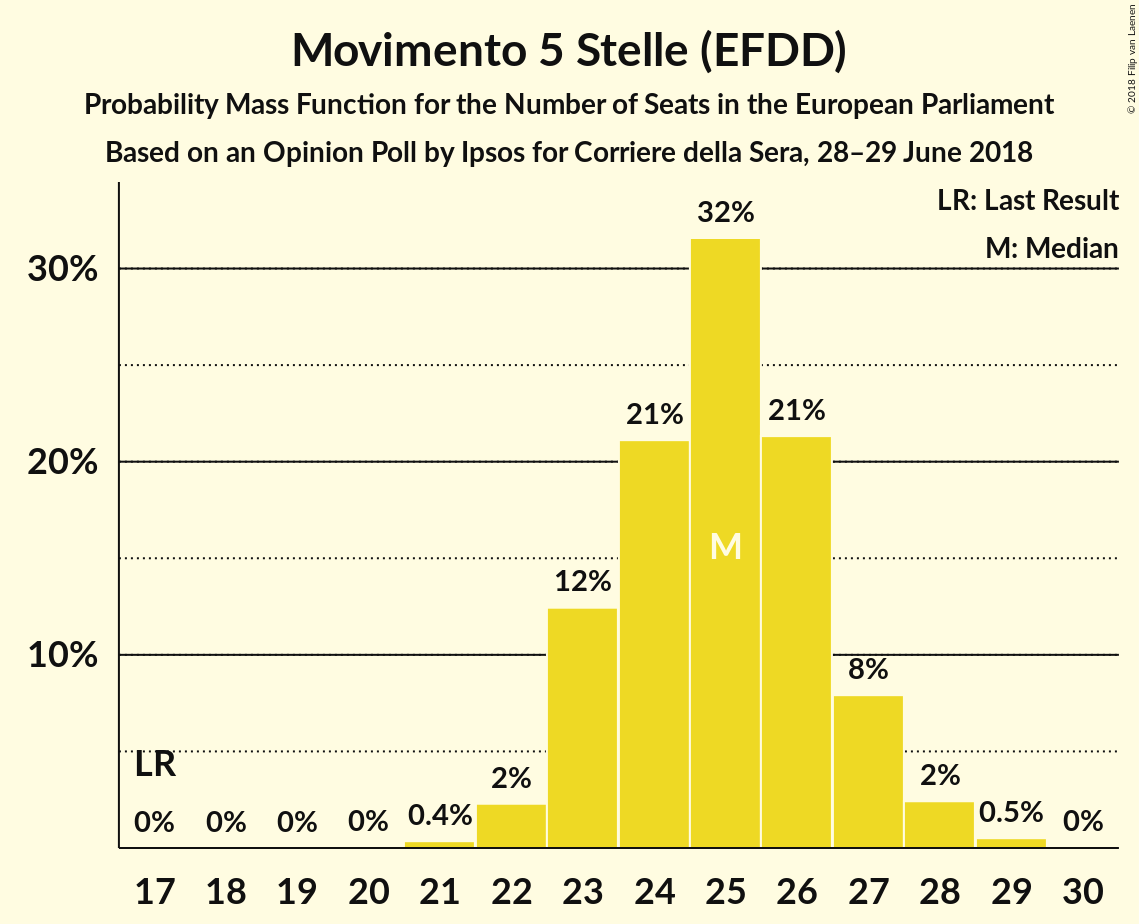 Movimento 5 Stelle (EFDD)
Probability Mass Function for the Number of Seats in the European Parliament
Based on an Opinion Poll by Ipsos for Corriere della Sera, 28–29 June 2018
© 2018 Filip van Laenen
LR: Last Result
M: Median
32%
30%
21%
21%
20%
M
12%
10%
8%
LR
2%
2%
0%
0%
0%
0%
0.4%
0.5%
0%
17 18 19 20 21 22 23 24 25 26 27 28 29 30